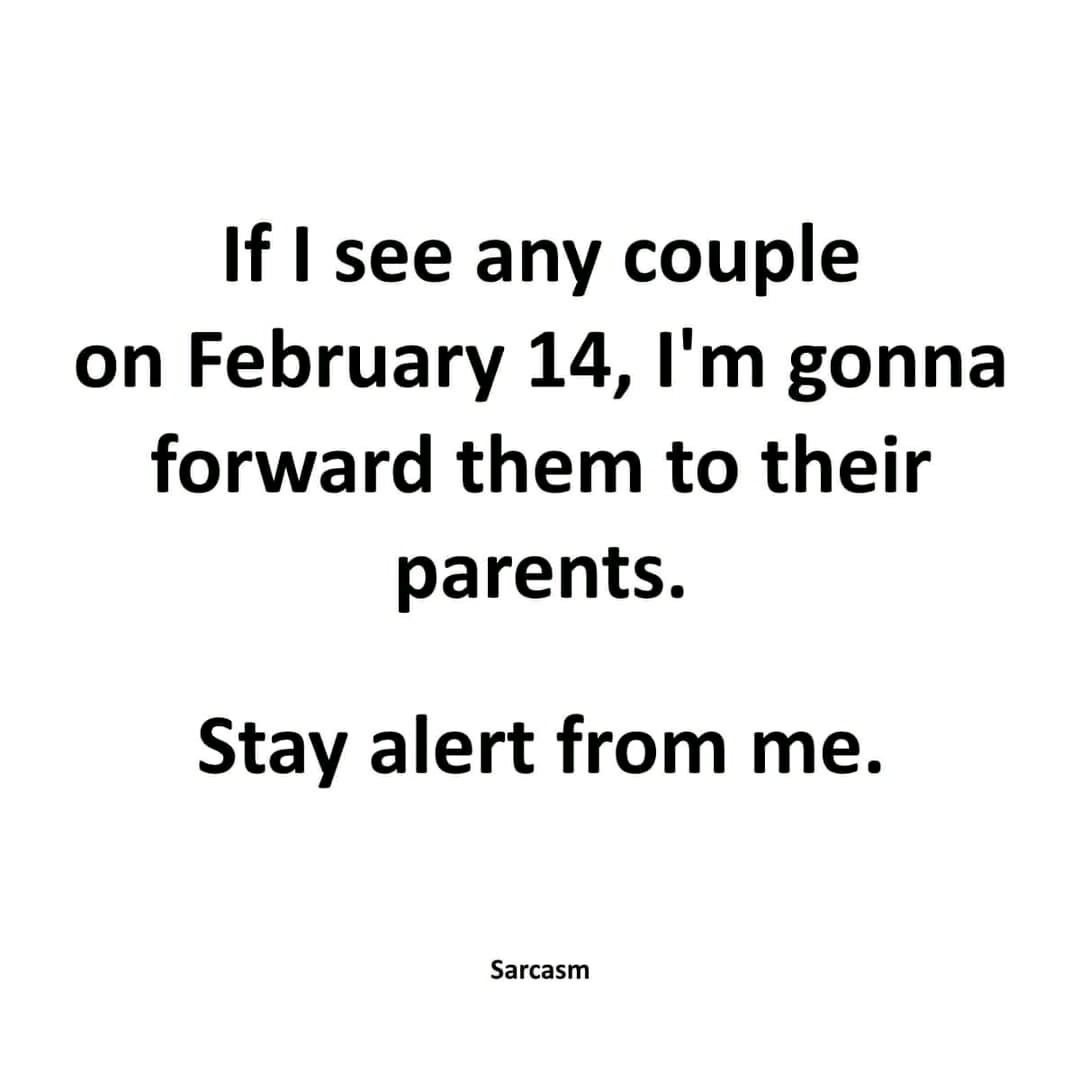 If I see any couple
on February 14, I'm gonna
forward them to their
parents.
Stay alert from me.
Sarcasm